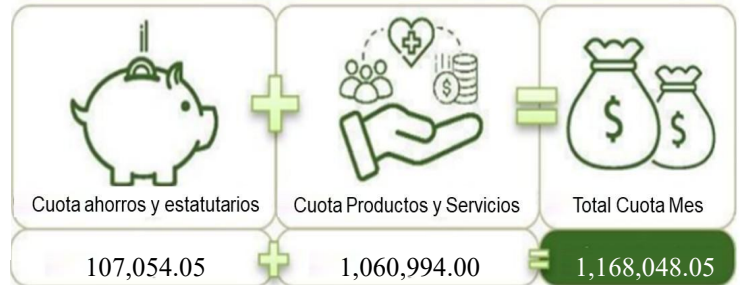 Cuota ahorros y estatutarios
Cuota Productos y Servicios
Total Cuota Mes
107,054.05
1,060,994.00
1,168,048.05